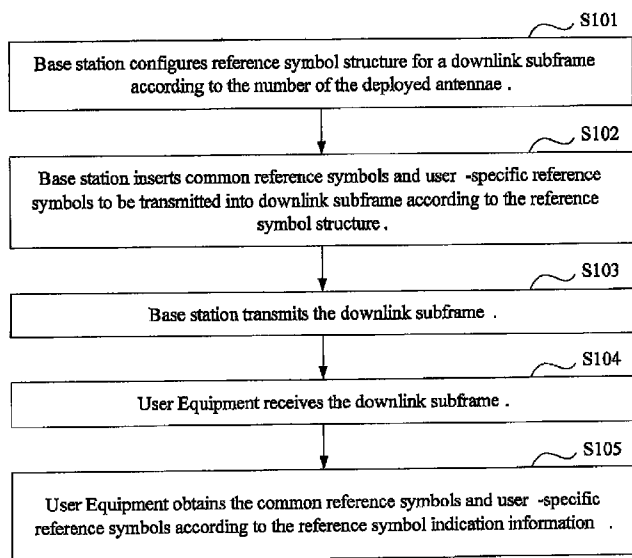 S101
Base station configures reference symbol structure for a downlink subframe
according to the number of the deployed antennae .
S102
Base station inserts common reference symbols and user -specific reference
symbols to be transmitted into downlink subframe according to the reference
symbol structure .
S103
Base station transmits the downlink subframe .
S104
User Equipment receives the downlink subframe .
S105
User Equipment obtains the common reference symbols and user -specific
reference symbols according to the reference symbol indication information .